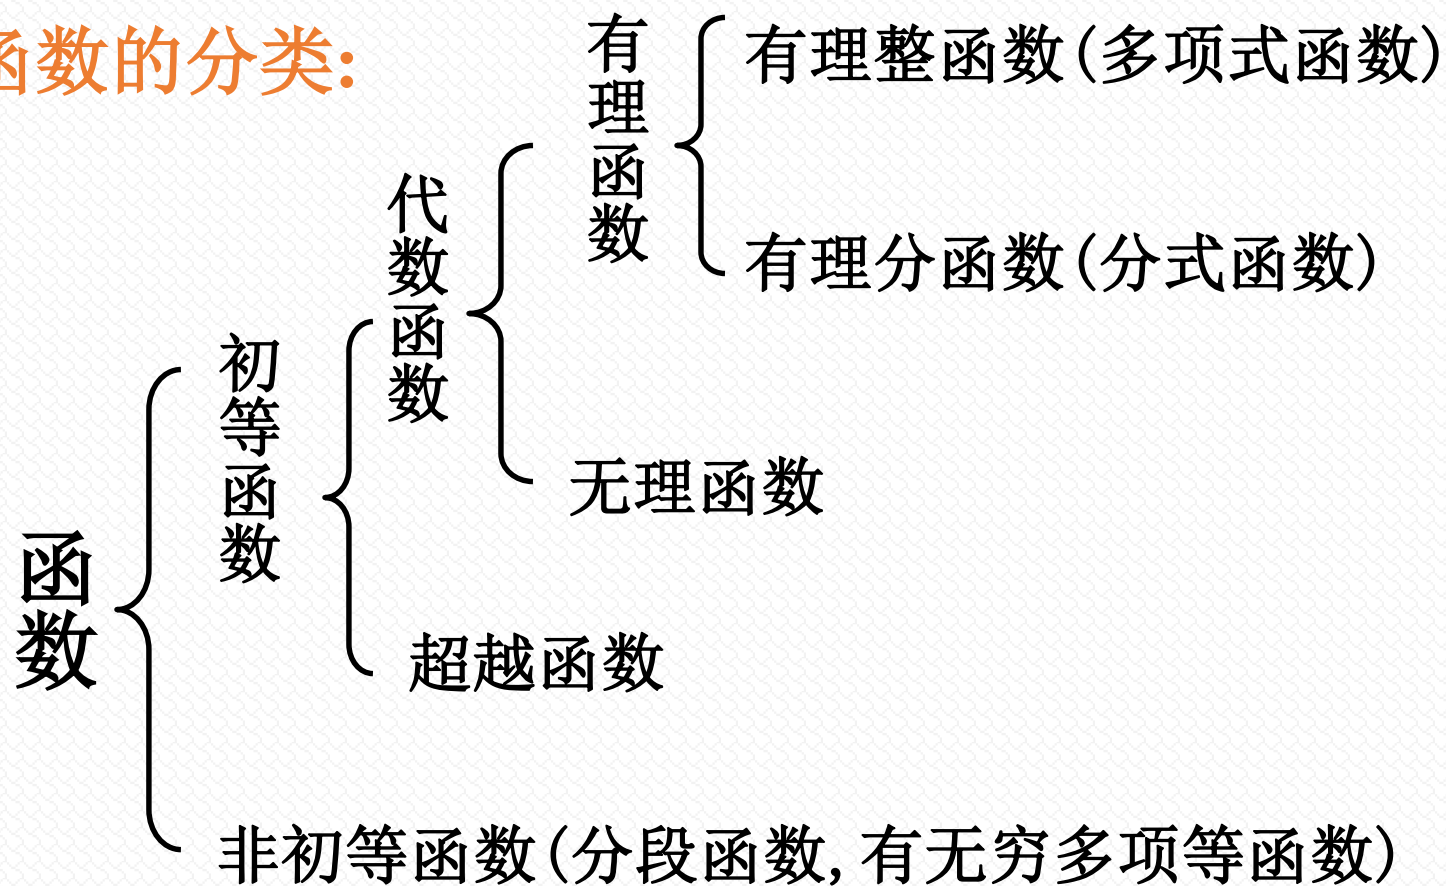 函数的分类:
有理函数
有理整函数(多项式函数)
有理分函数(分式函数)
代数函数
无理函数
初等函数
超越函数
函数
非初等函数(分段函数,有无穷多项等函数)